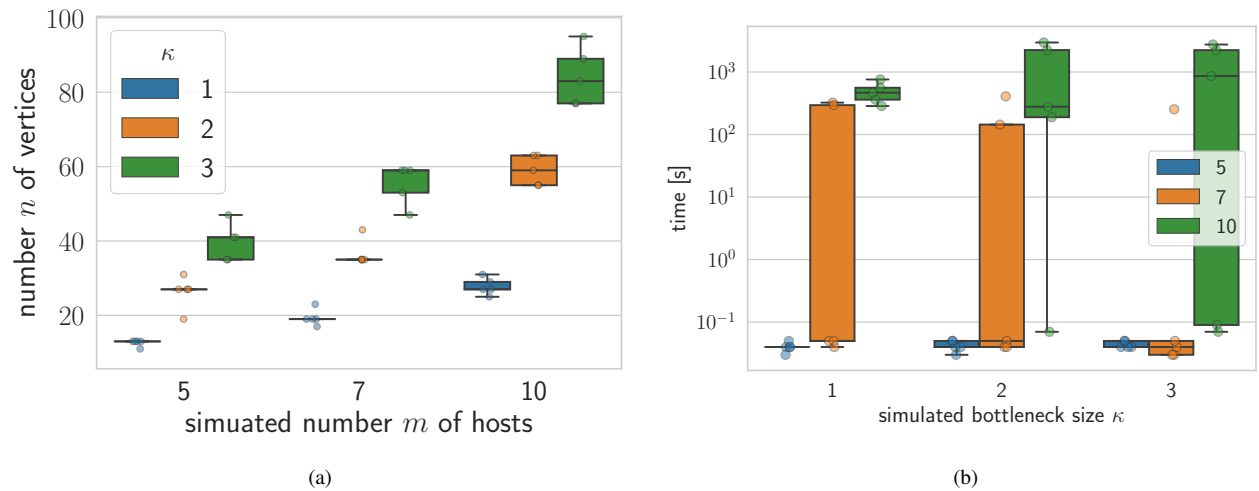 100
80
60
40
20
number n of vertices
κ
1
2
3
5 7 10
simuated number m of hosts
(a)
10³
10²
10¹
10⁰
10⁻¹
time [s]
5
7
10
1 2 3
simulated bottleneck size κ
(b)